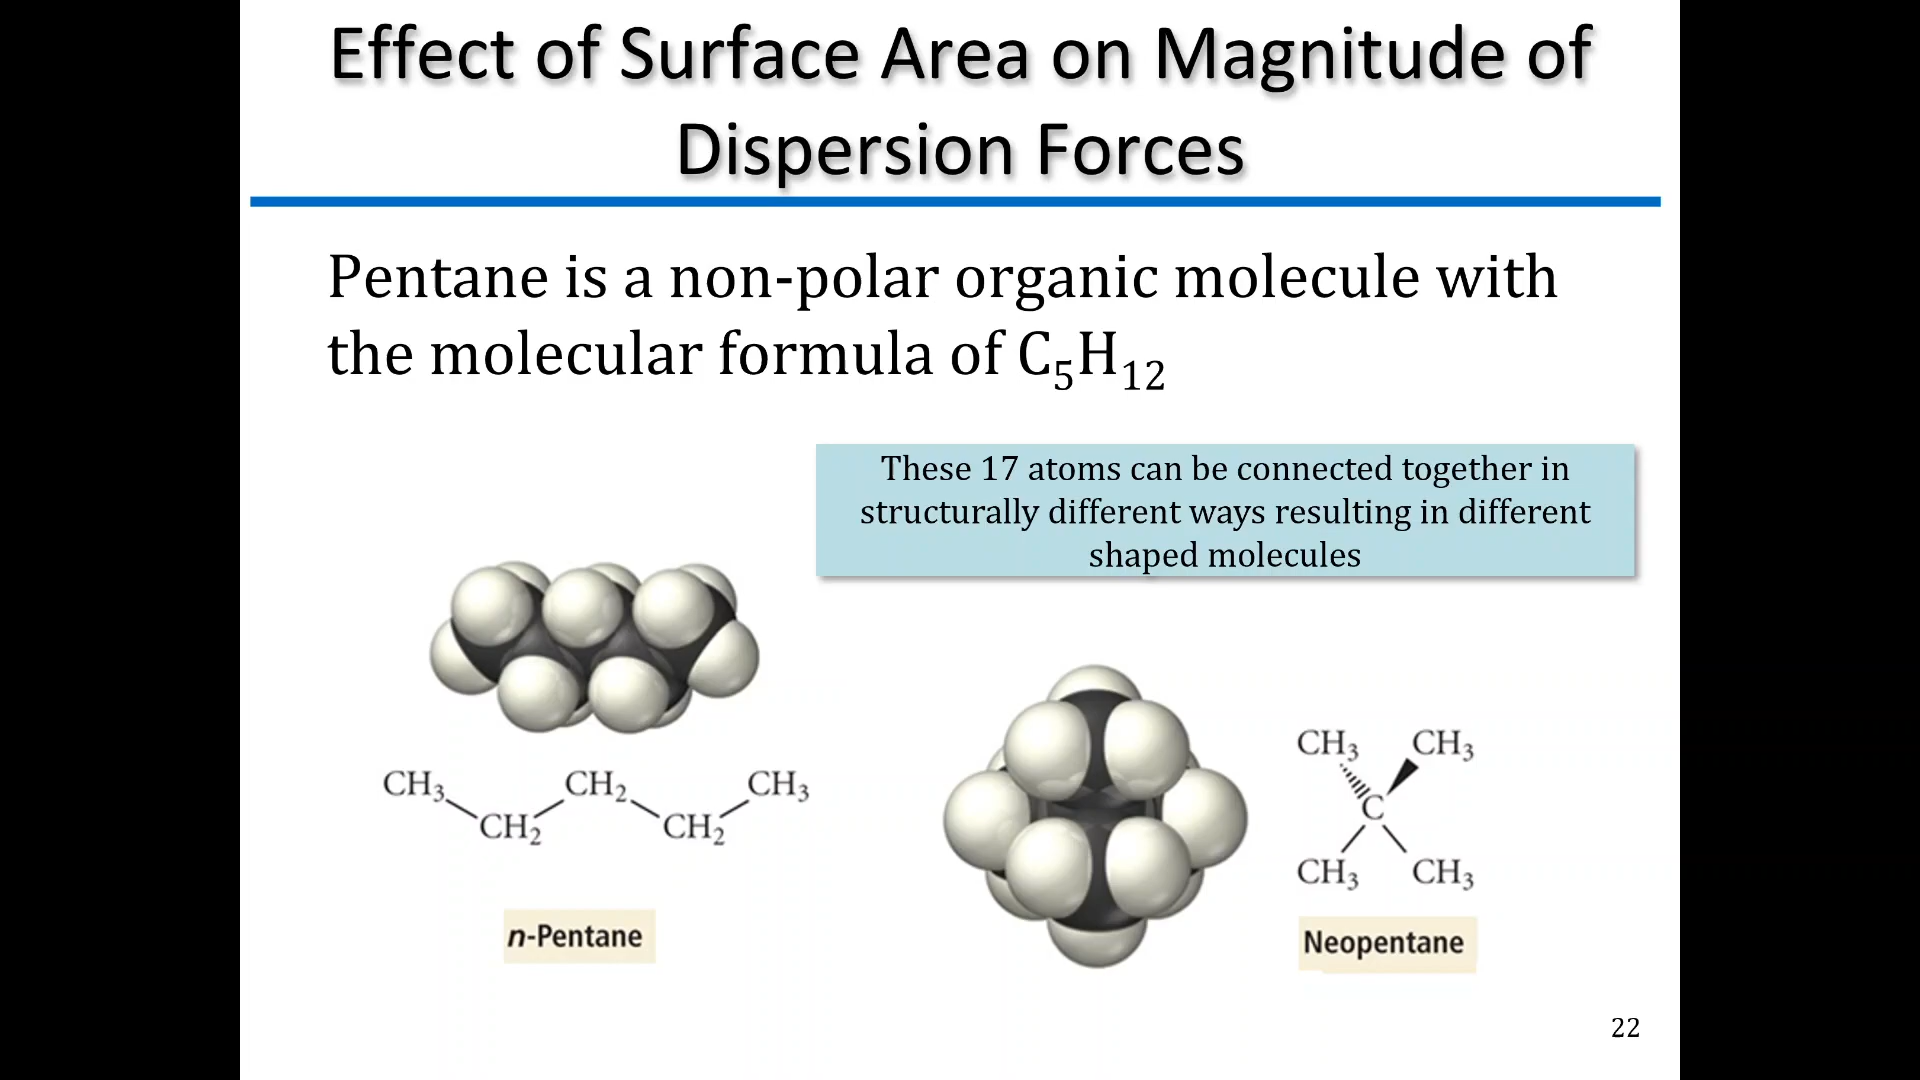 Effect of Surface Area on Magnitude of
Dispersion Forces
Pentane is a non-polar organic molecule with
the molecular formula of C₅H₁₂
These 17 atoms can be connected together in
structurally different ways resulting in different
shaped molecules
CH₃ CH₂ CH₃
CH₂ CH₂
n-Pentane
CH₃ CH₃
C
CH₃ CH₃
Neopentane
22